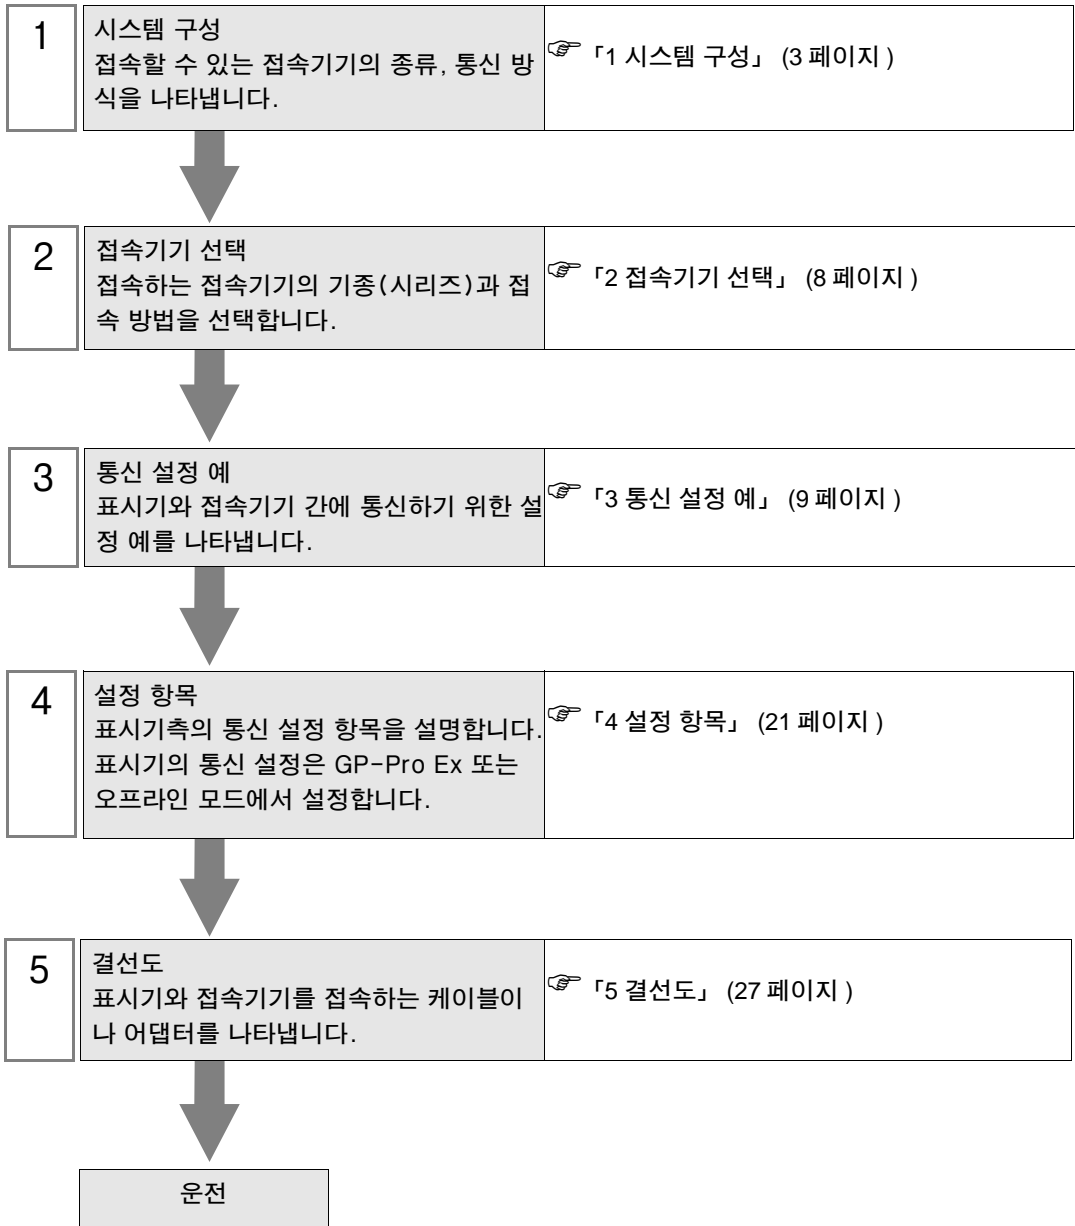 1
시스템 구성
접속할 수 있는 접속기기의 종류, 통신 방
식을 나타냅니다.
☞ 「1 시스템 구성」 (3 페이지 )
2
접속기기 선택
접속하는 접속기기의 기종(시리즈)과 접
속 방법을 선택합니다.
☞ 「2 접속기기 선택」 (8 페이지 )
3
통신 설정 예
표시기와 접속기기 간에 통신하기 위한 설
정 예를 나타냅니다.
☞ 「3 통신 설정 예」 (9 페이지 )
4
설정 항목
표시기측의 통신 설정 항목을 설명합니다.
표시기의 통신 설정은 GP-Pro Ex 또는
오프라인 모드에서 설정합니다.
☞ 「4 설정 항목」 (21 페이지 )
5
결선도
표시기와 접속기기를 접속하는 케이블이
나 어댑터를 나타냅니다.
☞ 「5 결선도」 (27 페이지 )
운전